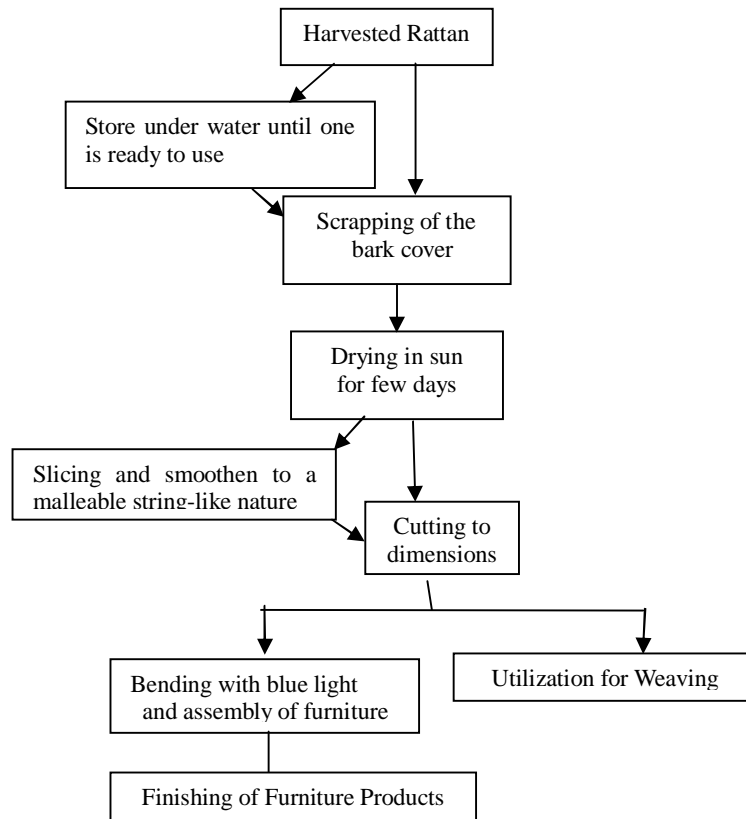 Harvested Rattan
Store under water until one
is ready to use
Scrapping of the
bark cover
Drying in sun
for few days
Slicing and smoothen to a
malleable string-like nature
Cutting to
dimensions
Bending with blue light
and assembly of furniture
Utilization for Weaving
Finishing of Furniture Products